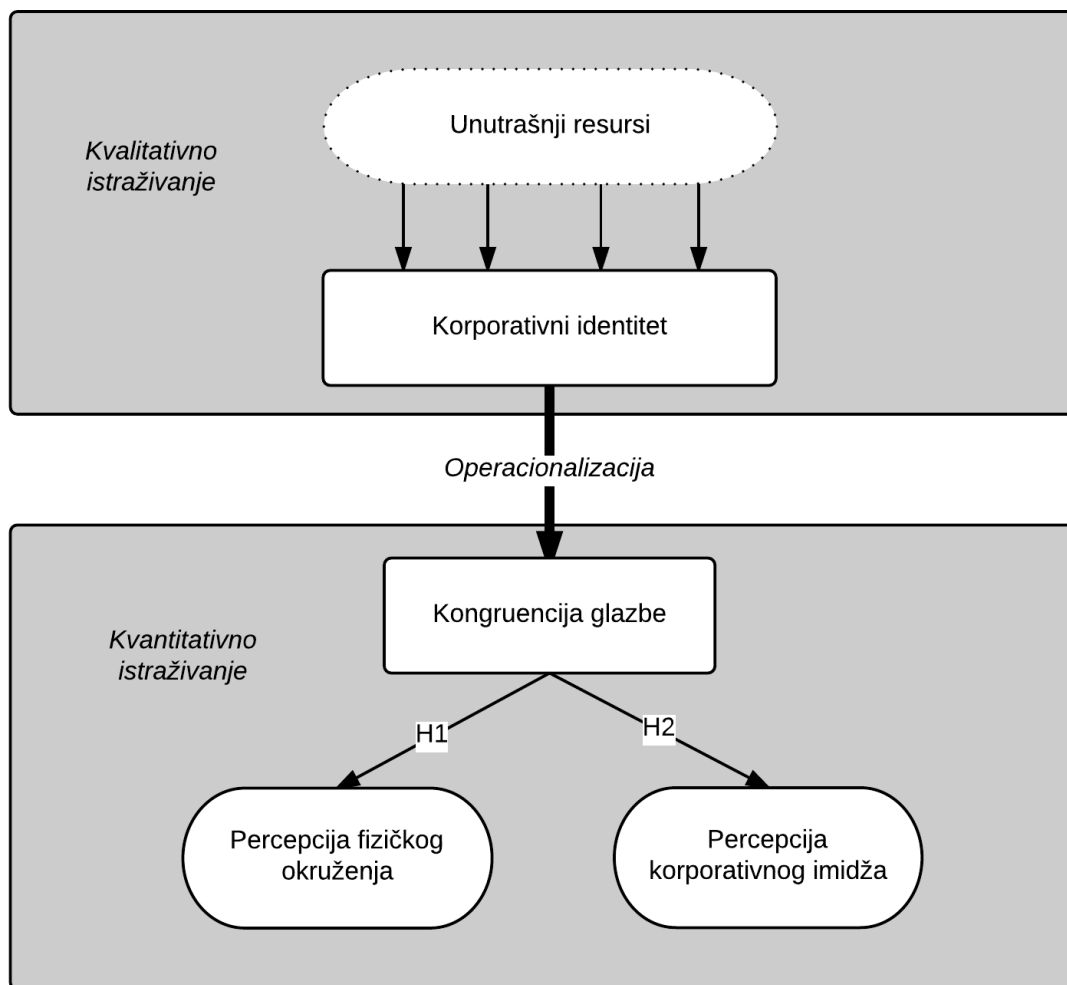 Unutrašnji resursi
Kvalitativno
istraživanje
Korporativni identitet
Operacionalizacija
Kongruencija glazbe
Kvantitativno
istraživanje
H1
H2
Percepcija fizičkog
okruženja
Percepcija
korporativnog imidža